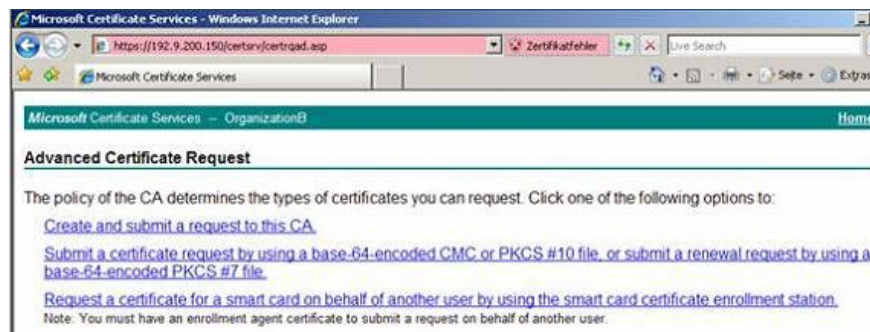 Microsoft Certificate Services - Windows Internet Explorer
https://192.9.200.150/certsrv/certrqad.asp
Zertifikatfehler
Live Search
Microsoft Certificate Services
Seite
Extras
Microsoft Certificate Services -- OrganizationB
Home
Advanced Certificate Request
The policy of the CA determines the types of certificates you can request. Click one of the following options to:
Create and submit a request to this CA.
Submit a certificate request by using a base-64-encoded CMC or PKCS #10 file, or submit a renewal request by using a
base-64-encoded PKCS #7 file.
Request a certificate for a smart card on behalf of another user by using the smart card certificate enrollment station.
Note: You must have an enrollment agent certificate to submit a request on behalf of another user.